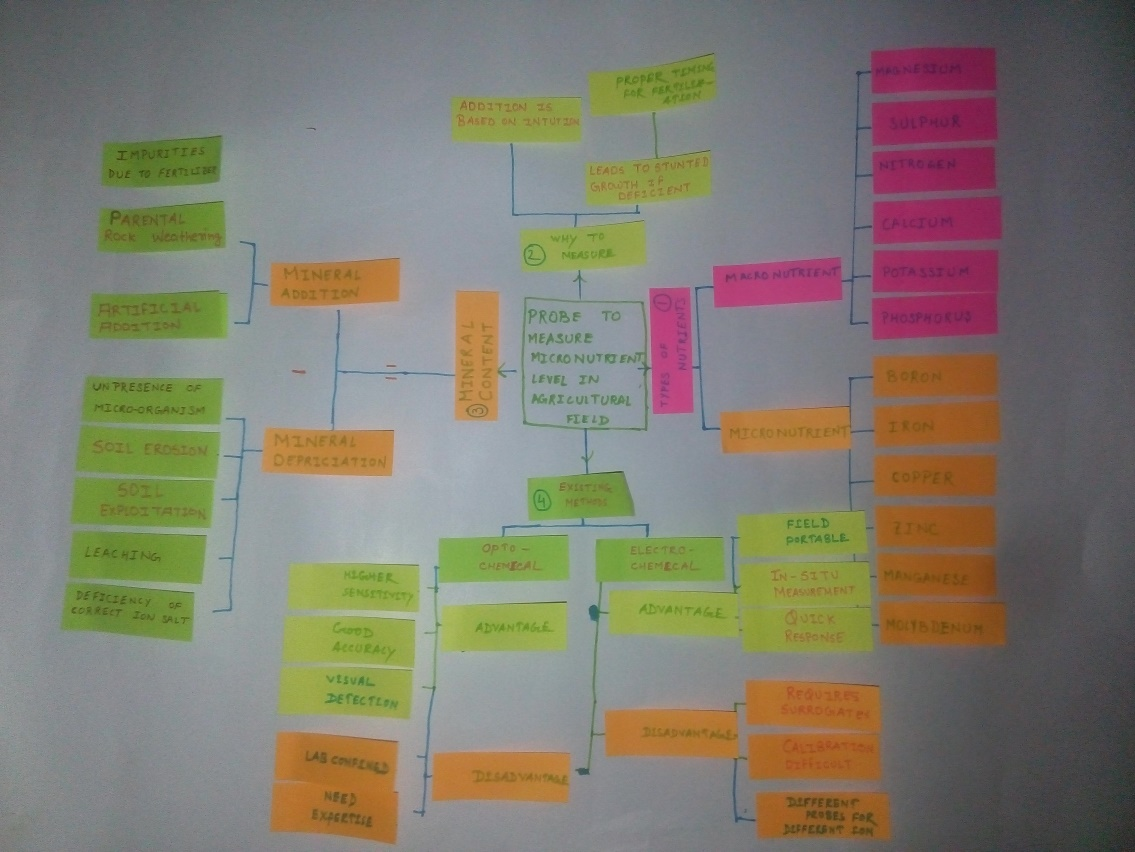 PROBE TO
MEASURE
MICRONUTRIENT
LEVEL IN
AGRICULTURAL
FIELD
① TYPES OF
NUTRIENTS
MACRONUTRIENT
MAGNESIUM
SULPHUR
NITROGEN
CALCIUM
POTASSIUM
PHOSPHORUS
MICRONUTRIENT
BORON
IRON
COPPER
ZINC
MANGANESE
MOLYBDENUM
② WHY TO
MEASURE
ADDITION IS
BASED ON INTUTION
LEADS TO STUNTED
GROWTH IF
DEFICIENT
PROPER TIMING
FOR FERTILIZ-
ATION
③ MINERAL
CONTENT
MINERAL
ADDITION
IMPURITIES
DUE TO FERTILIZER
PARENTAL
Rock Weathering
ARTIFICIAL
ADDITION
MINERAL
DEPRICIATION
UNPRESENCE OF
MICRO-ORGANISM
SOIL EROSION
SOIL
EXPLOITATION
LEACHING
DEFICIENCY OF
CORRECT ION SALT
④ EXISTING
METHODS
OPTO-
CHEMICAL
ADVANTAGE
HIGHER
SENSITIVITY
GOOD
ACCURACY
VISUAL
DETECTION
DISADVANTAGE
LAB CONFINED
NEED
EXPERTISE
ELECTRO-
CHEMICAL
ADVANTAGE
FIELD
PORTABLE
IN-SITU
MEASUREMENT
QUICK
RESPONSE
DISADVANTAGE
REQUIRES
SURROGATES
CALIBRATION
DIFFICULT
DIFFERENT
PROBES FOR
DIFFERENT ION